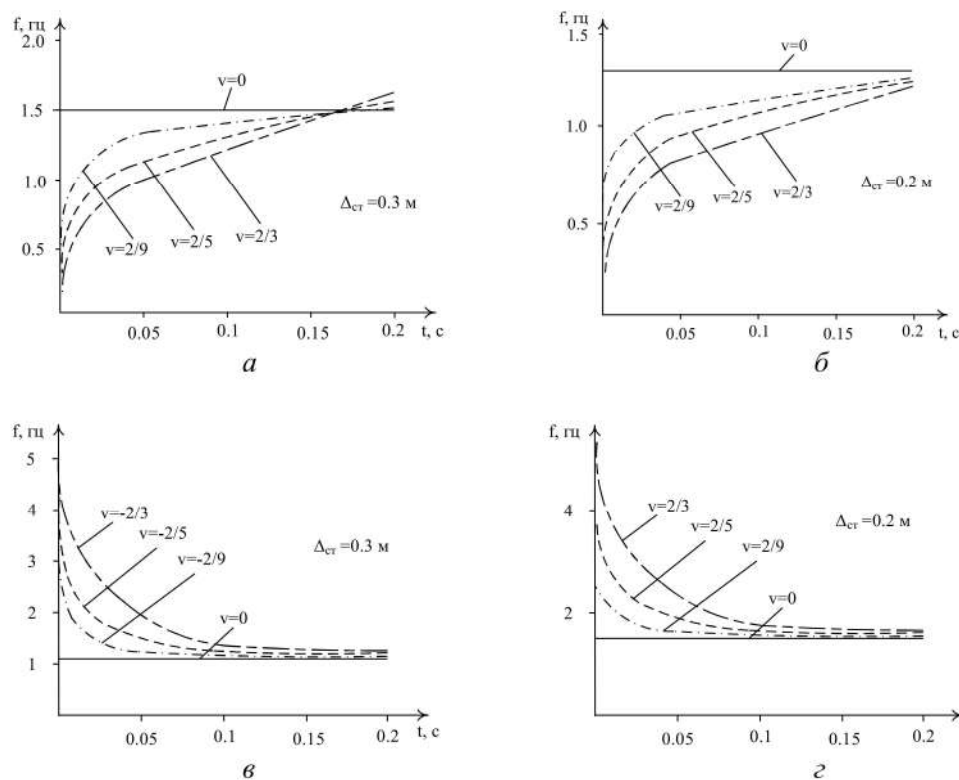 f, гц
2.0
v=0
1.5
1.0
Δст =0.3 м
0.5
v=2/9 v=2/5 v=2/3
0.05 0.1 0.15 0.2
t, с
а
f, гц
1.5
v=0
1.0
Δст =0.2 м
v=2/9 v=2/5 v=2/3
0.5
0.05 0.1 0.15 0.2
t, с
б
f, гц
5
4
v=-2/3
v=-2/5
Δст =0.3 м
3
v=-2/9
2
v=0
1
0.05 0.1 0.15 0.2
t, с
в
f, гц
4
v=2/3
Δст =0.2 м
v=2/5
v=2/9
2
v=0
0.05 0.1 0.15 0.2
t, с
г